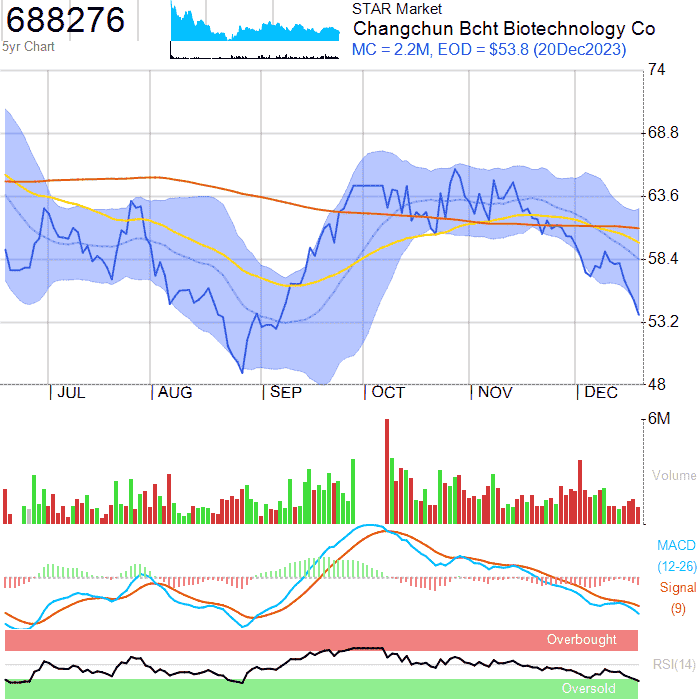 688276
5yr Chart
STAR Market
Changchun Bcht Biotechnology Co
MC = 2.2M, EOD = $53.8 (20Dec2023)
74
68.8
63.6
58.4
53.2
48
JUL AUG SEP OCT NOV DEC
6M
Volume
MACD
(12-26)
Signal
(9)
Overbought
RSI(14)
Oversold